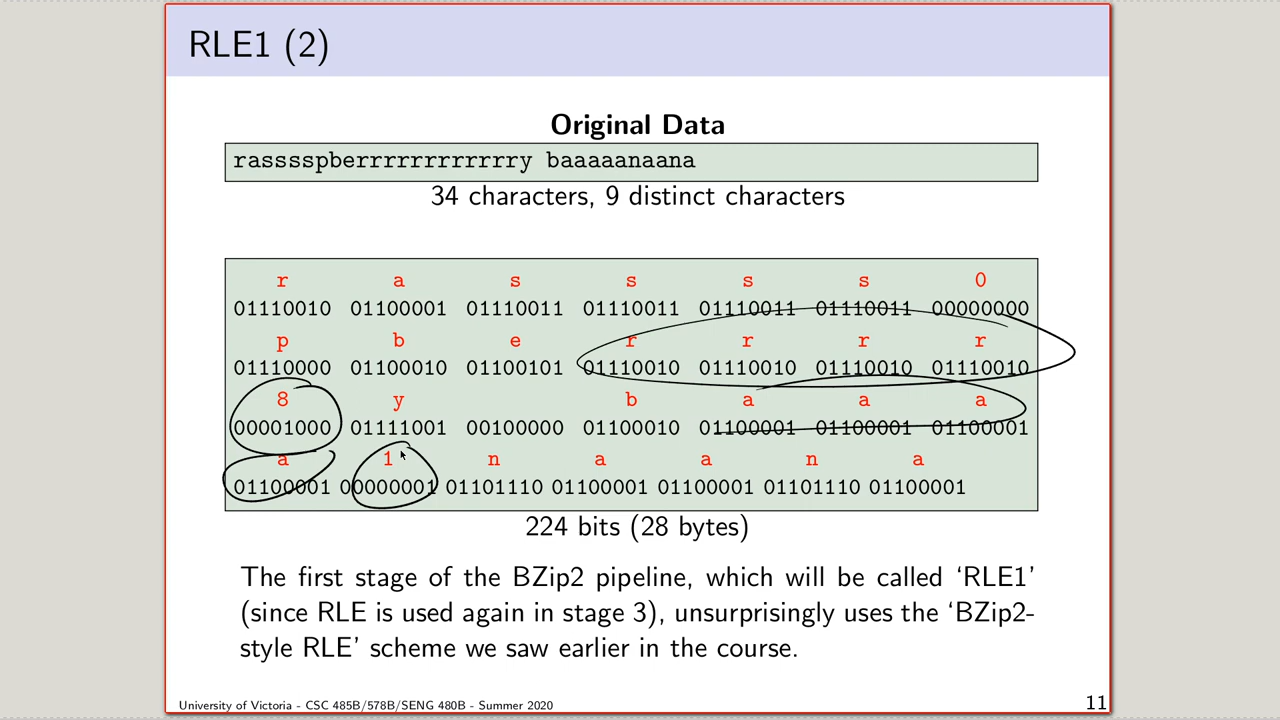 RLE1 (2)
Original Data
rasssspberrrrrrrrrrrry baaaaanaana
34 characters, 9 distinct characters
r a s s s s 0
01110010 01100001 01110011 01110011 01110011 01110011 00000000
p b e r r r r
01110000 01100010 01100101 01110010 01110010 01110010 01110010
8 y b a a a
00001000 01111001 00100000 01100010 01100001 01100001 01100001
a 1 n a a n a
01100001 00000001 01101110 01100001 01100001 01101110 01100001
224 bits (28 bytes)
The first stage of the BZip2 pipeline, which will be called ‘RLE1’
(since RLE is used again in stage 3), unsurprisingly uses the ‘BZip2-
style RLE’ scheme we saw earlier in the course.
University of Victoria - CSC 485B/578B/SENG 480B - Summer 2020
11